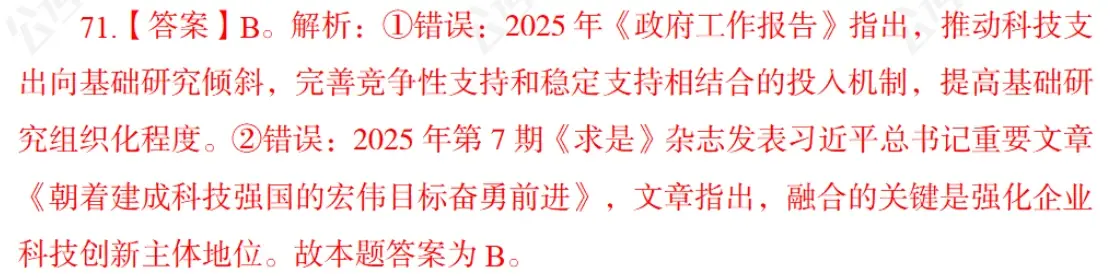 71.【答案】B。解析：①错误：2025 年《政府工作报告》指出，推动科技支
出向基础研究倾斜，完善竞争性支持和稳定支持相结合的投入机制，提高基础研
究组织化程度。②错误：2025 年第 7 期《求是》杂志发表习近平总书记重要文章
《朝着建成科技强国的宏伟目标奋勇前进》，文章指出，融合的关键是强化企业
科技创新主体地位。故本题答案为 B。